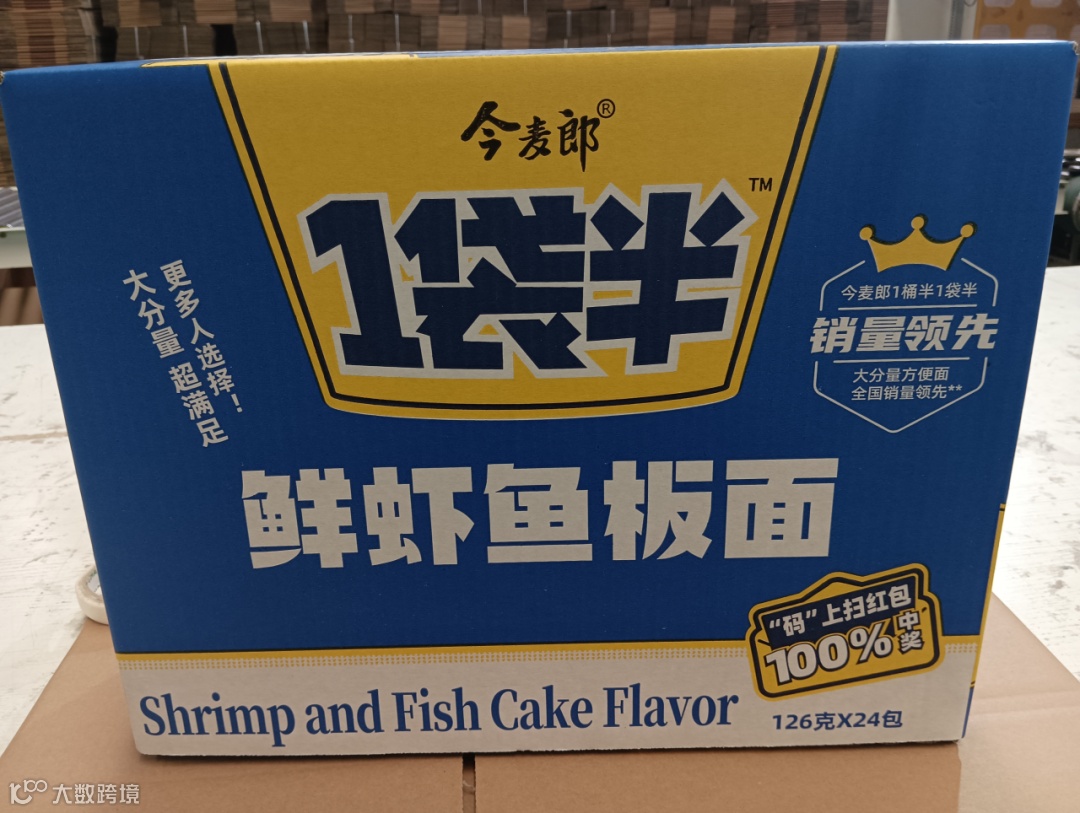 今麦郎®
1袋半™
更多人选择!
大分量 超满足
今麦郎1桶半1袋半
销量领先
大分量方便面
全国销量领先**
鲜虾鱼板面
“码”上扫红包
100%中奖
Shrimp and Fish Cake Flavor
126克X24包
大数跨境